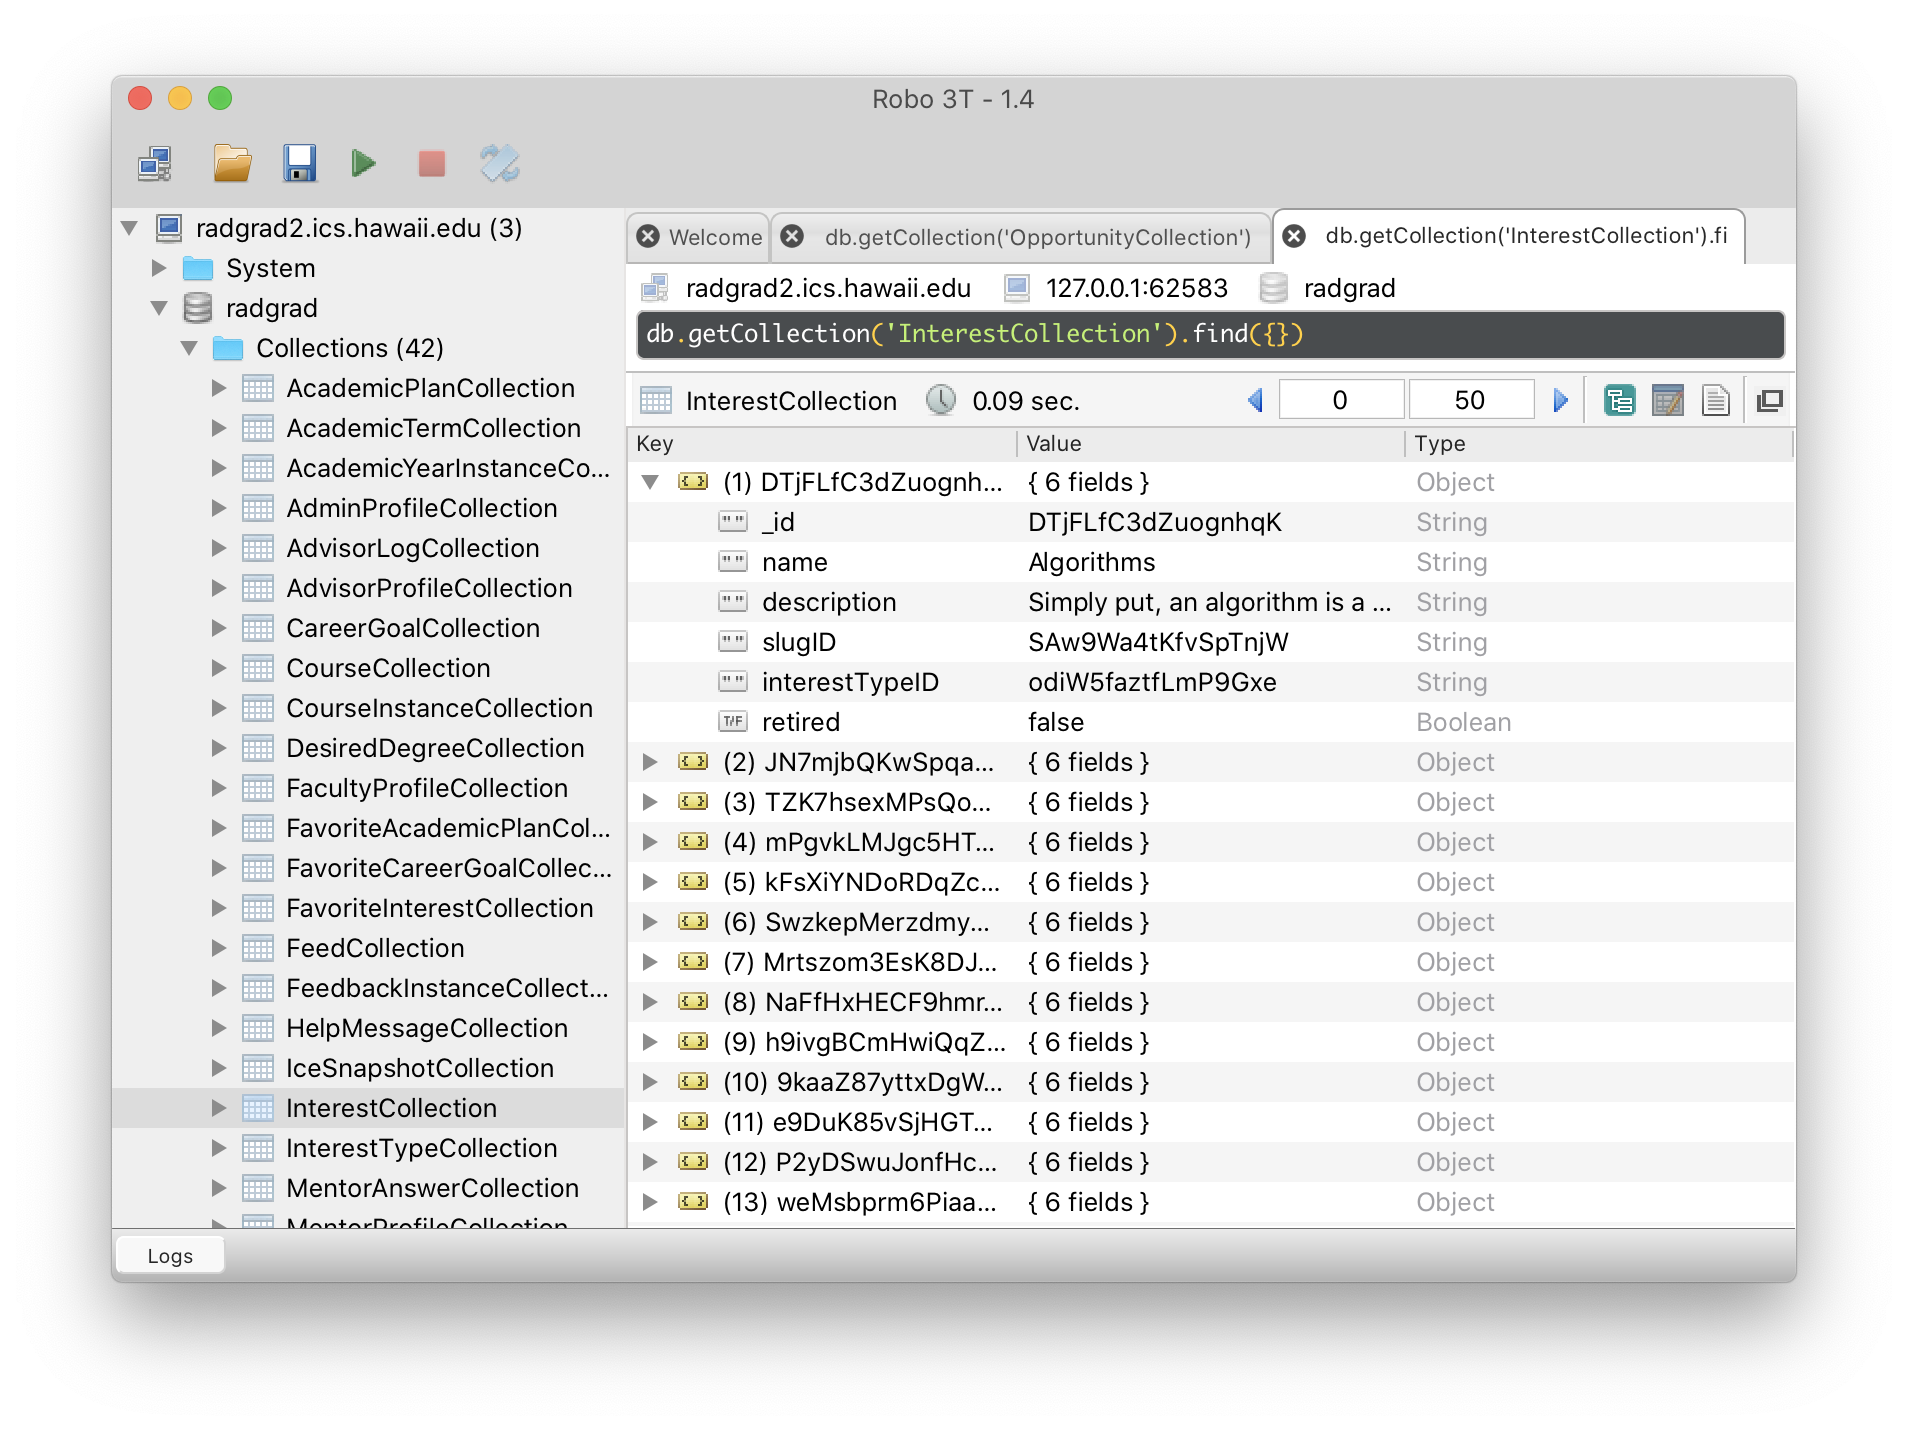 Robo 3T - 1.4
radgrad2.ics.hawaii.edu (3)
System
radgrad
Collections (42)
AcademicPlanCollection
AcademicTermCollection
AcademicYearInstanceCo...
AdminProfileCollection
AdvisorLogCollection
AdvisorProfileCollection
CareerGoalCollection
CourseCollection
CourseInstanceCollection
DesiredDegreeCollection
FacultyProfileCollection
FavoriteAcademicPlanCol...
FavoriteCareerGoalCollec...
FavoriteInterestCollection
FeedCollection
FeedbackInstanceCollect...
HelpMessageCollection
IceSnapshotCollection
InterestCollection
InterestTypeCollection
MentorAnswerCollection
MentorProfileCollection
Welcome db.getCollection('OpportunityCollection') db.getCollection('InterestCollection').fi
radgrad2.ics.hawaii.edu 127.0.0.1:62583 radgrad
db.getCollection('InterestCollection').find({})
InterestCollection 0.09 sec. 0 50
Key Value Type
(1) DTjFLfC3dZuognh... { 6 fields } Object
_id DTjFLfC3dZuognhqK String
name Algorithms String
description Simply put, an algorithm is a ... String
slugID SAw9Wa4tKfvSpTnjW String
interestTypeID odiW5faztfLmP9Gxe String
T/F retired false Boolean
(2) JN7mjbQKwSpqa... { 6 fields } Object
(3) TZK7hsexMPsQo... { 6 fields } Object
(4) mPgvkLMJgc5HT... { 6 fields } Object
(5) kFsXiYNDoRDqZc... { 6 fields } Object
(6) SwzkepMerzdmy... { 6 fields } Object
(7) Mrtszom3EsK8DJ... { 6 fields } Object
(8) NaFfHxHECF9hmr... { 6 fields } Object
(9) h9ivgBCmHwiQqZ... { 6 fields } Object
(10) 9kaaZ87yttxDgW... { 6 fields } Object
(11) e9DuK85vSjHGT... { 6 fields } Object
(12) P2yDSwuJonfHc... { 6 fields } Object
(13) weMsbprm6Piaa... { 6 fields } Object
Logs